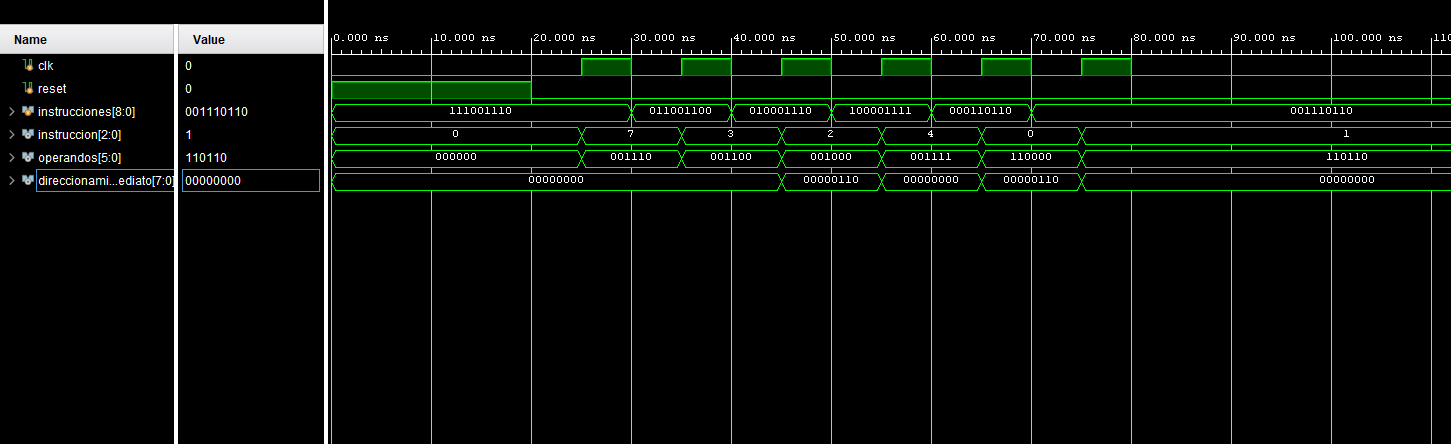 Name Value 0.000 ns 10.000 ns 20.000 ns 30.000 ns 40.000 ns 50.000 ns 60.000 ns 70.000 ns 80.000 ns 90.000 ns 100.000 ns 110
clk 0
reset 0
instrucciones[8:0] 001110110 111001110 011001100 010001110 100001111 000110110 001110110
instruccion[2:0] 1 0 7 3 2 4 0 1
operandos[5:0] 110110 000000 001110 001100 001000 001111 110000 110110
direccionami...ediato[7:0] 00000000 00000000 00000110 00000000 00000110 00000000